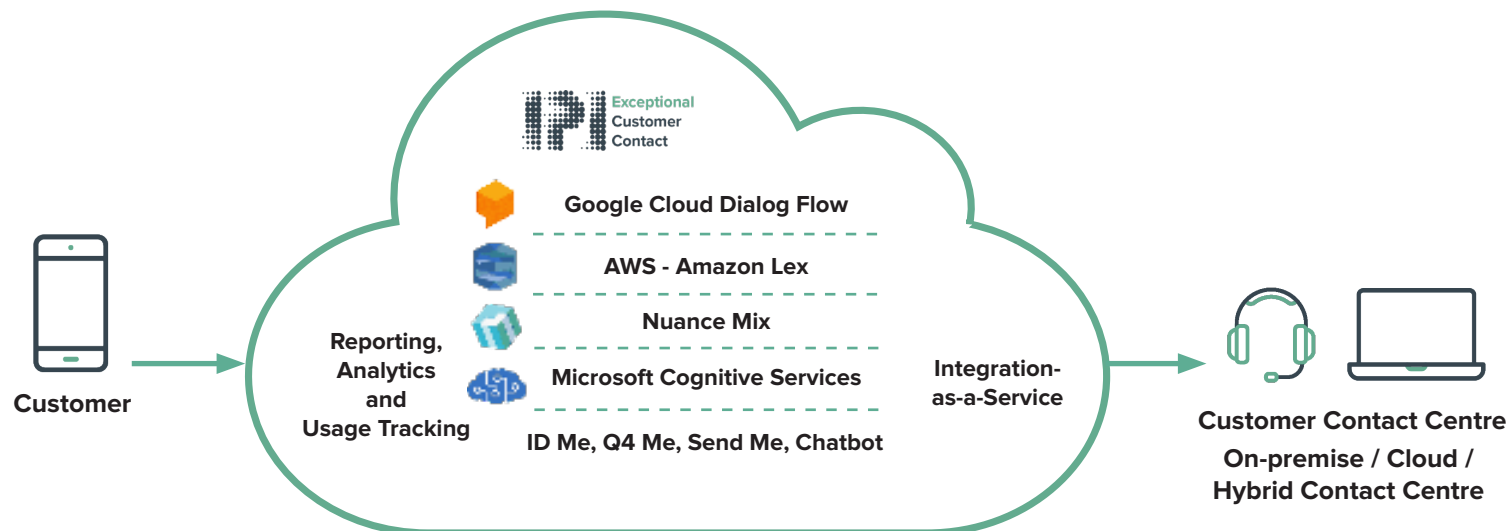 IPI
Exceptional
Customer
Contact
Google Cloud Dialog Flow
AWS - Amazon Lex
Nuance Mix
Microsoft Cognitive Services
ID Me, Q4 Me, Send Me, Chatbot
Reporting,
Analytics
and
Usage Tracking
Integration-
as-a-Service
Customer
Customer Contact Centre
On-premise / Cloud /
Hybrid Contact Centre